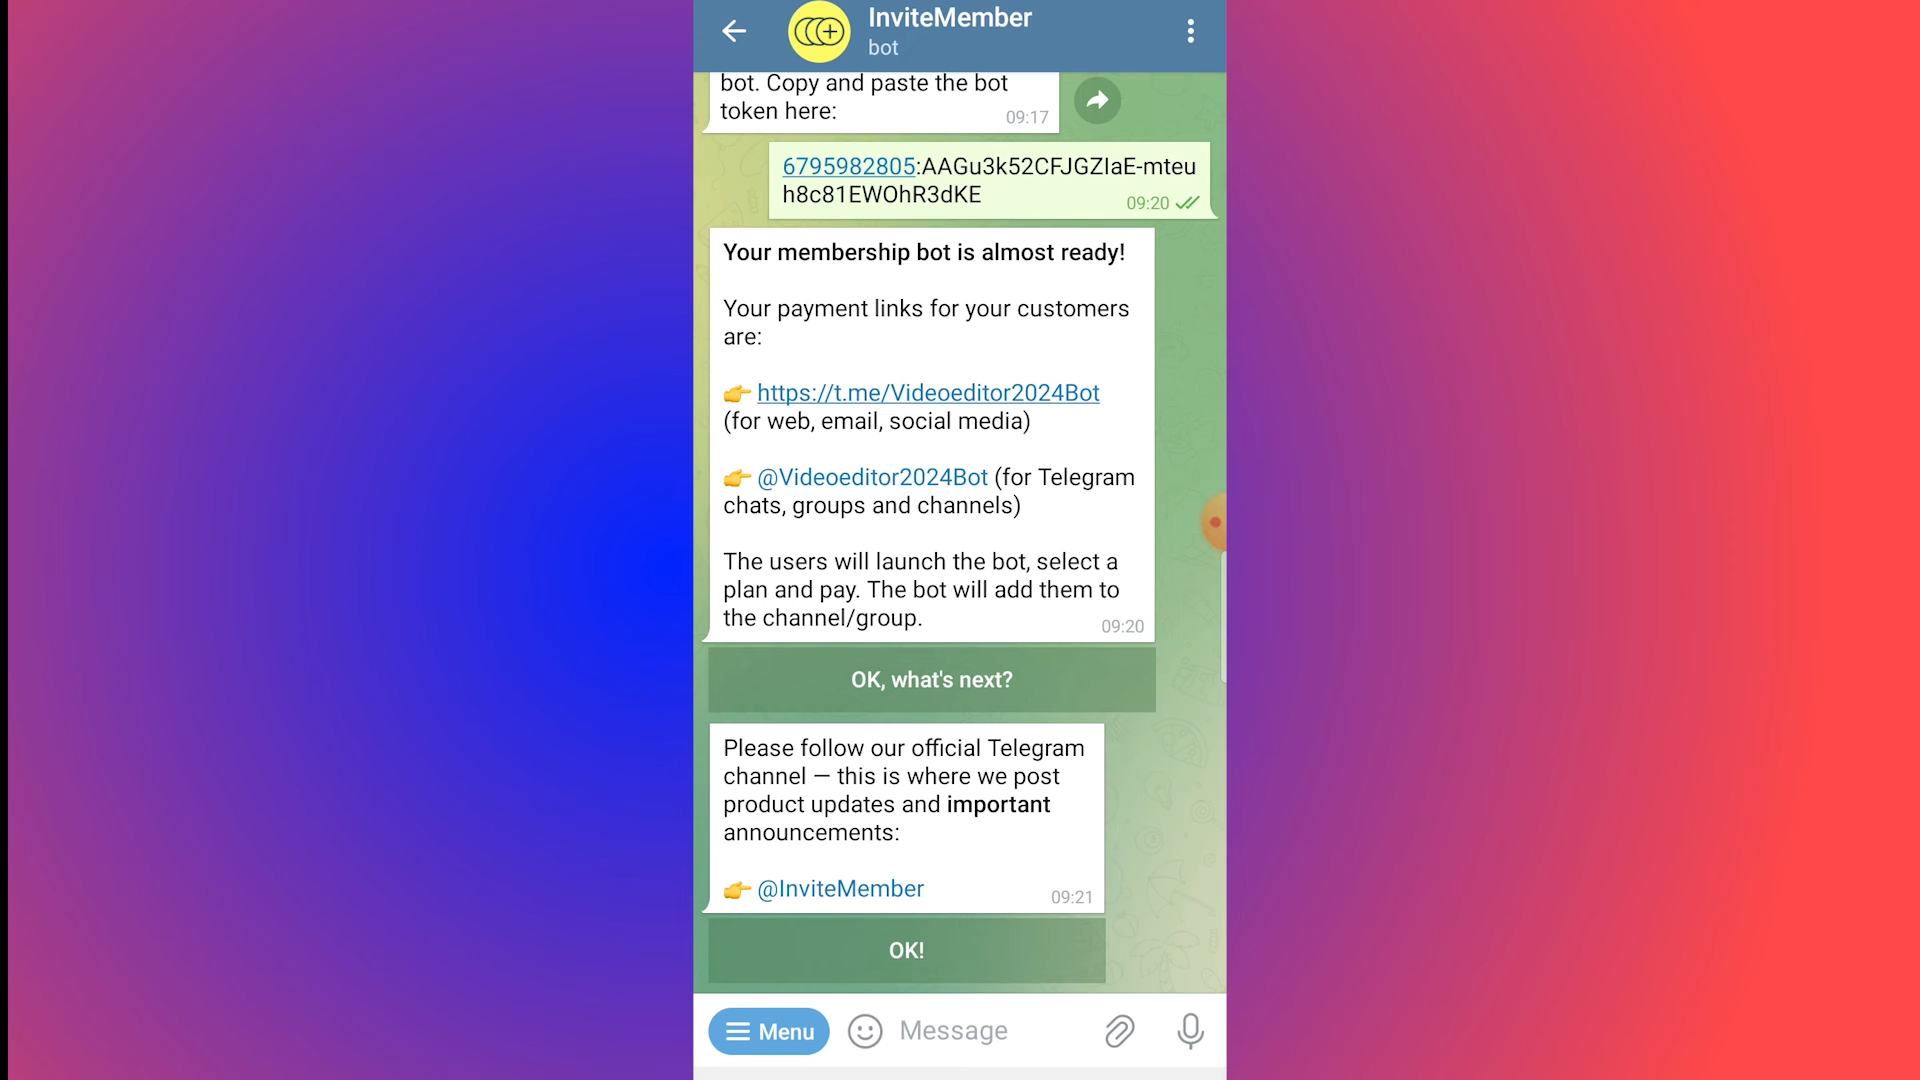 InviteMember
bot
bot. Copy and paste the bot
token here:
09:17
6795982805:AAGu3k52CFJGZIaE-mteu
h8c81EWOhR3dKE
09:20
Your membership bot is almost ready!
Your payment links for your customers
are:
👉 https://t.me/Videoeditor2024Bot
(for web, email, social media)
👉 @Videoeditor2024Bot (for Telegram
chats, groups and channels)
The users will launch the bot, select a
plan and pay. The bot will add them to
the channel/group.
09:20
OK, what's next?
Please follow our official Telegram
channel — this is where we post
product updates and important
announcements:
👉 @InviteMember
09:21
OK!
Menu
Message